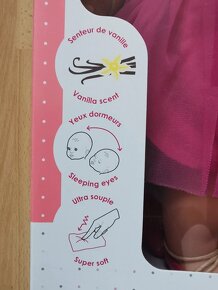 Senteur de vanille
Vanilla scent
Yeux dormeurs
Sleeping eyes
Ultra souple
Super soft